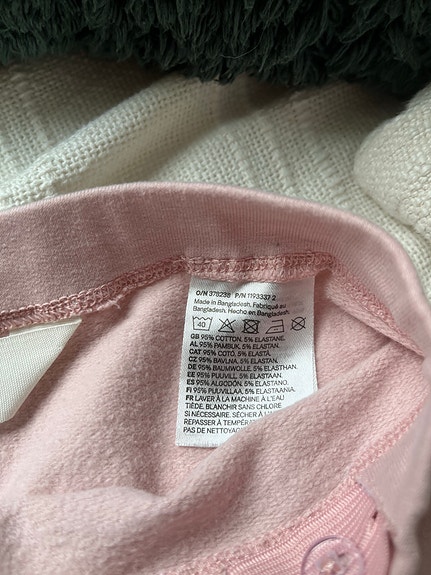 O/N 378238 P/N 1193337 2
Made in Bangladesh, Fabriqué au
Bangladesh. Hecho en Bangladesh.
40
GB 95% COTTON, 5% ELASTANE.
AL 95% PAMBUK, 5% ELASTAN.
CAT 95% COTÓ, 5% ELASTÀ.
CZ 95% BAVLNA, 5% ELASTAN.
DE 95% BAUMWOLLE, 5% ELASTHAN.
EE 95% PUUVILL, 5% ELASTAAN.
ES 95% ALGODÓN, 5% ELASTANO.
FI 95% PUUVILLAA, 5% ELASTAANIA.
FR LAVER À LA MACHINE À L'EAU
TIÈDE. BLANCHIR SANS CHLORE
SI NÉCESSAIRE. SÉCHER À
REPASSER À
PAS DE